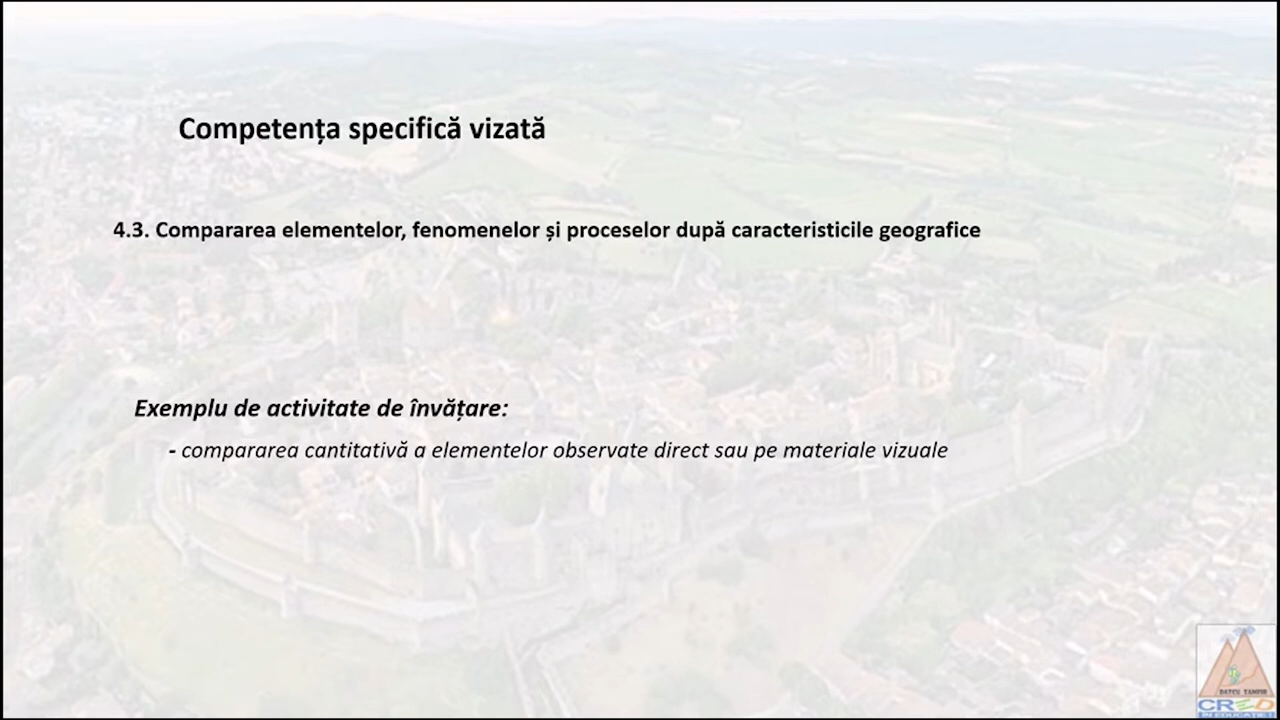 Competența specifică vizată
4.3. Compararea elementelor, fenomenelor și proceselor după caracteristicile geografice
Exemplu de activitate de învățare:
- compararea cantitativă a elementelor observate direct sau pe materiale vizuale
CRED